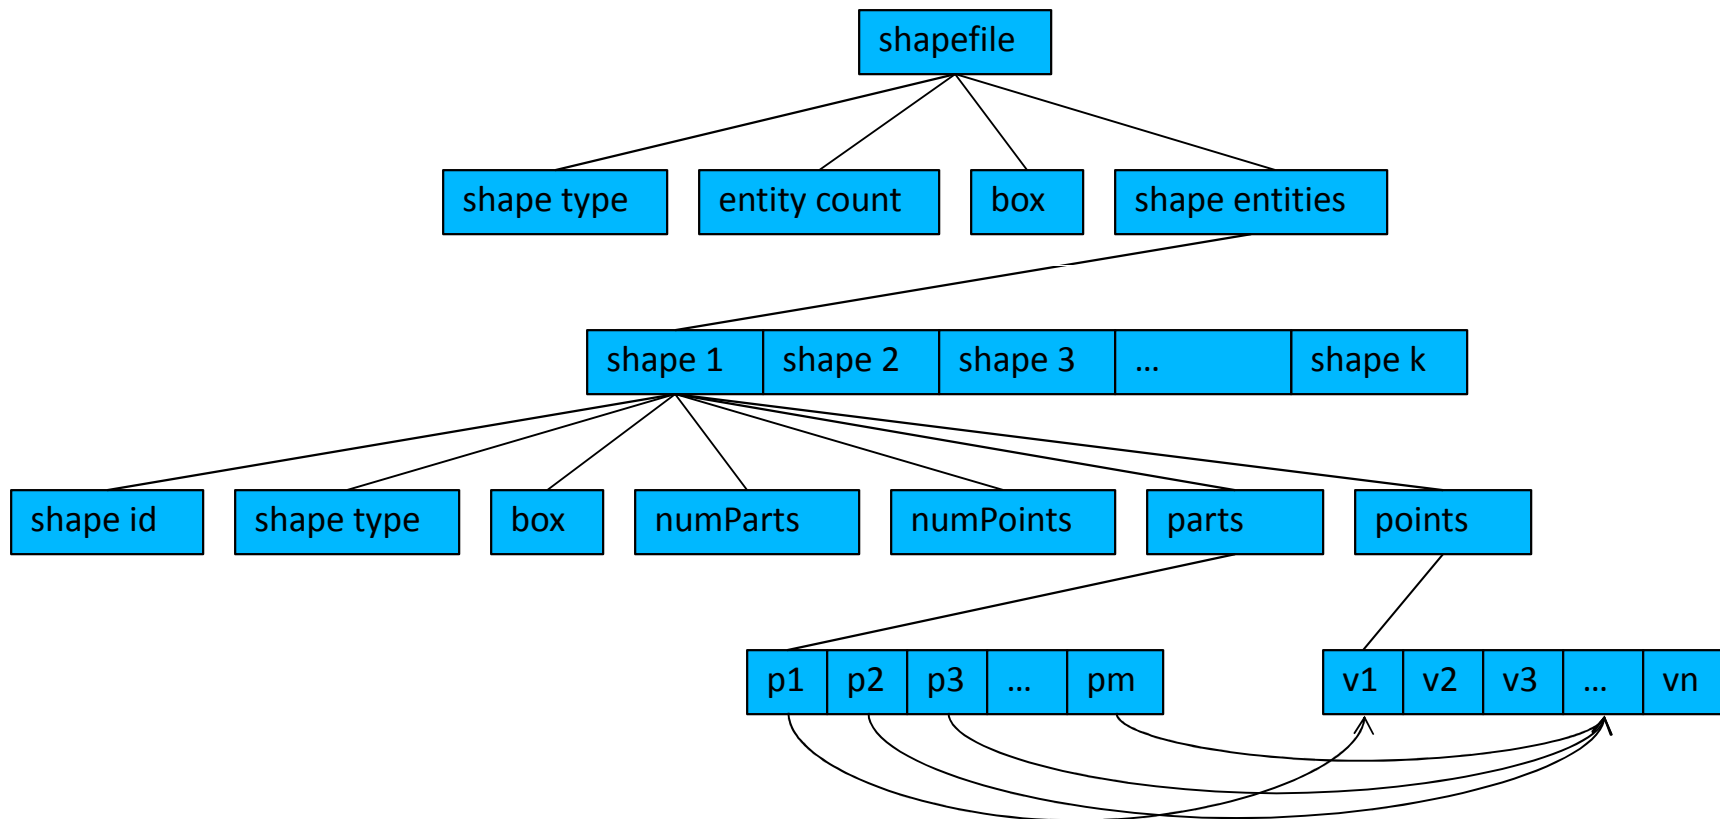 shapefile
shape type entity count box shape entities
shape 1 shape 2 shape 3 ... shape k
shape id shape type box numParts numPoints parts points
p1 p2 p3 ... pm v1 v2 v3 ... vn